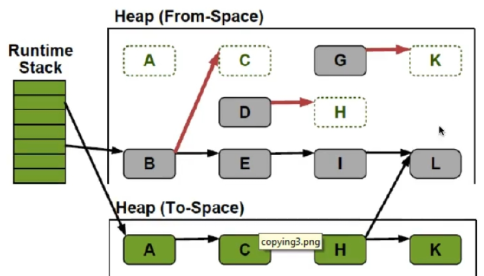 Heap (From-Space)
Runtime
Stack
A
C
G
K
D
H
B
E
I
L
Heap (To-Space)
A
C
copying3.png
H
K